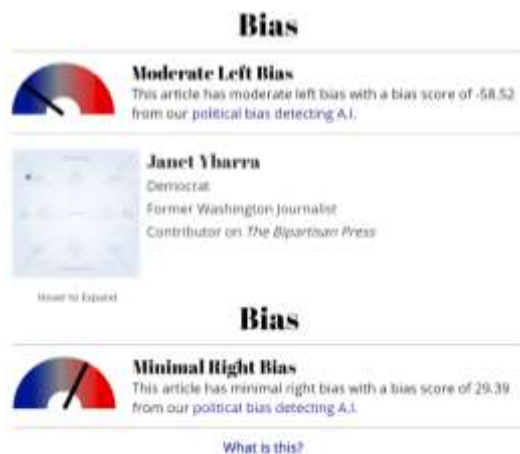 Bias
Moderate Left Bias
This article has moderate left bias with a bias score of -58.52
from our political bias detecting A.I.
Janet Ybarra
Democrat
Former Washington Journalist
Contributor on The Bipartisan Press
Hover to Expand
Bias
Minimal Right Bias
This article has minimal right bias with a bias score of 29.39
from our political bias detecting A.I.
What is this?